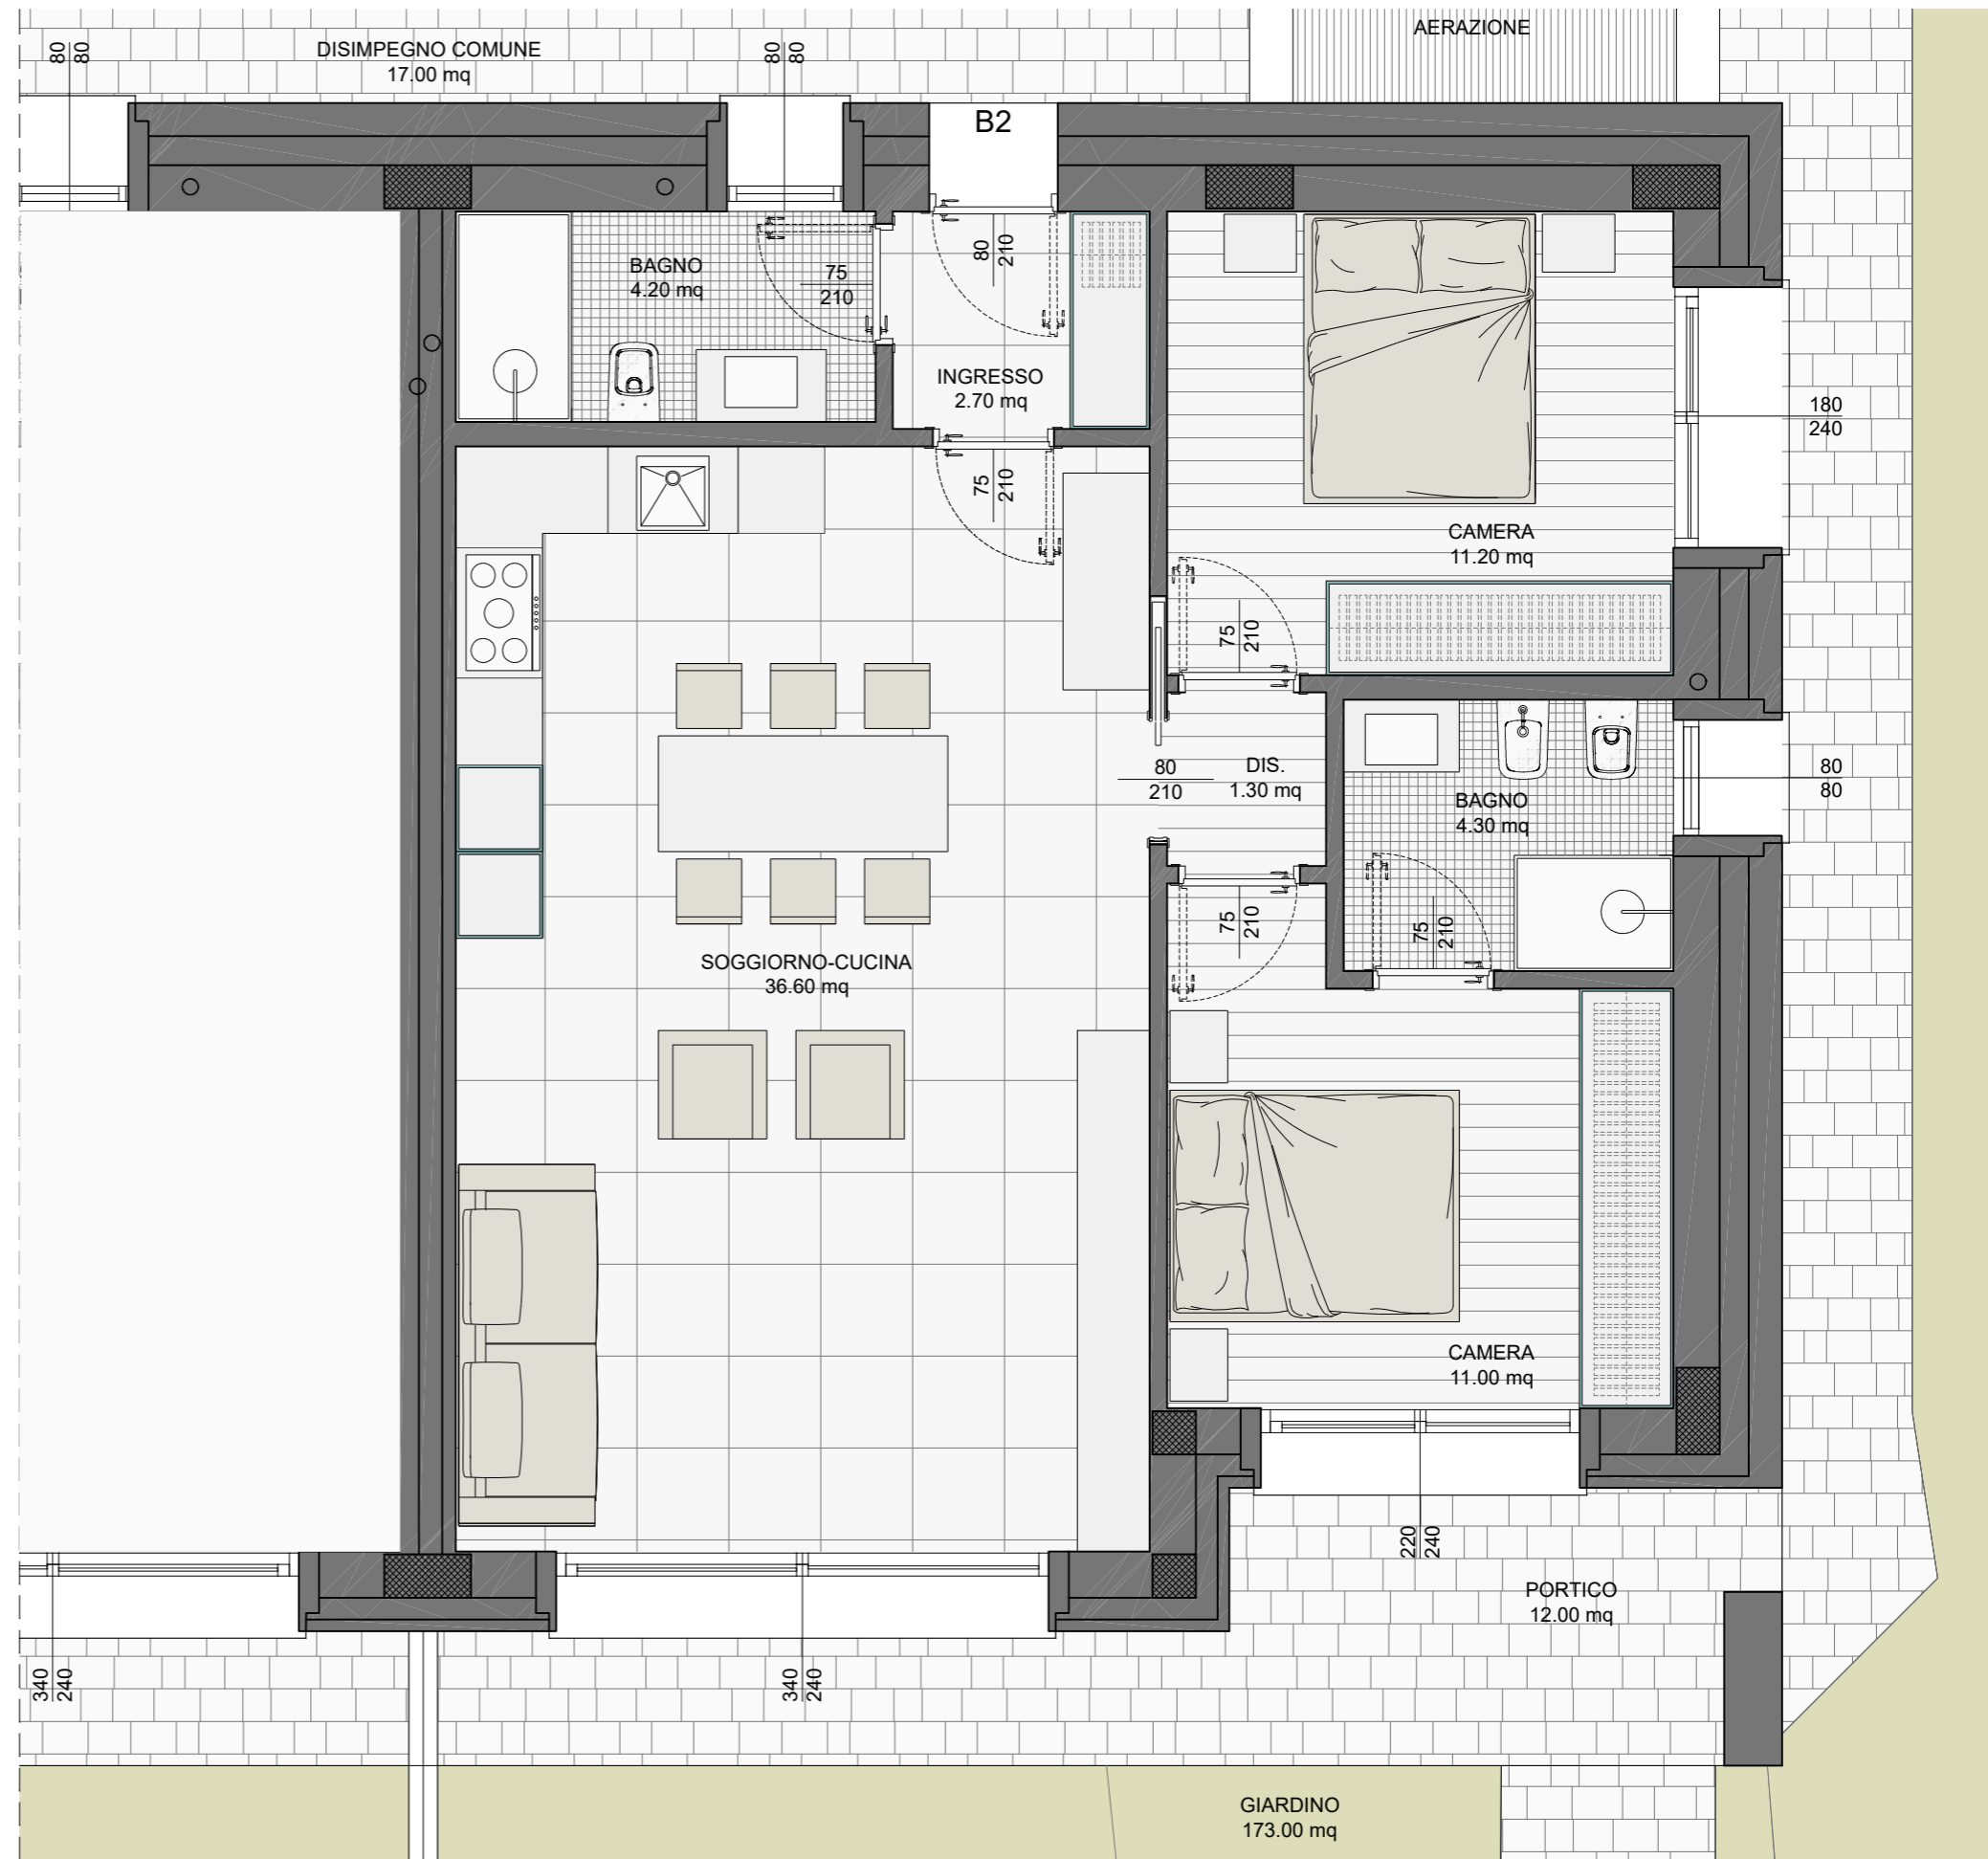 AERAZIONE
80
80
DISIMPEGNO COMUNE
17.00 mq
80
80
B2
BAGNO
4.20 mq
75
210
80
210
INGRESSO
2.70 mq
180
240
75
210
CAMERA
11.20 mq
75
210
80
210
DIS.
1.30 mq
80
80
BAGNO
4.30 mq
75
210
75
210
SOGGIORNO-CUCINA
36.60 mq
CAMERA
11.00 mq
220
240
PORTICO
12.00 mq
340
240
340
240
GIARDINO
173.00 mq